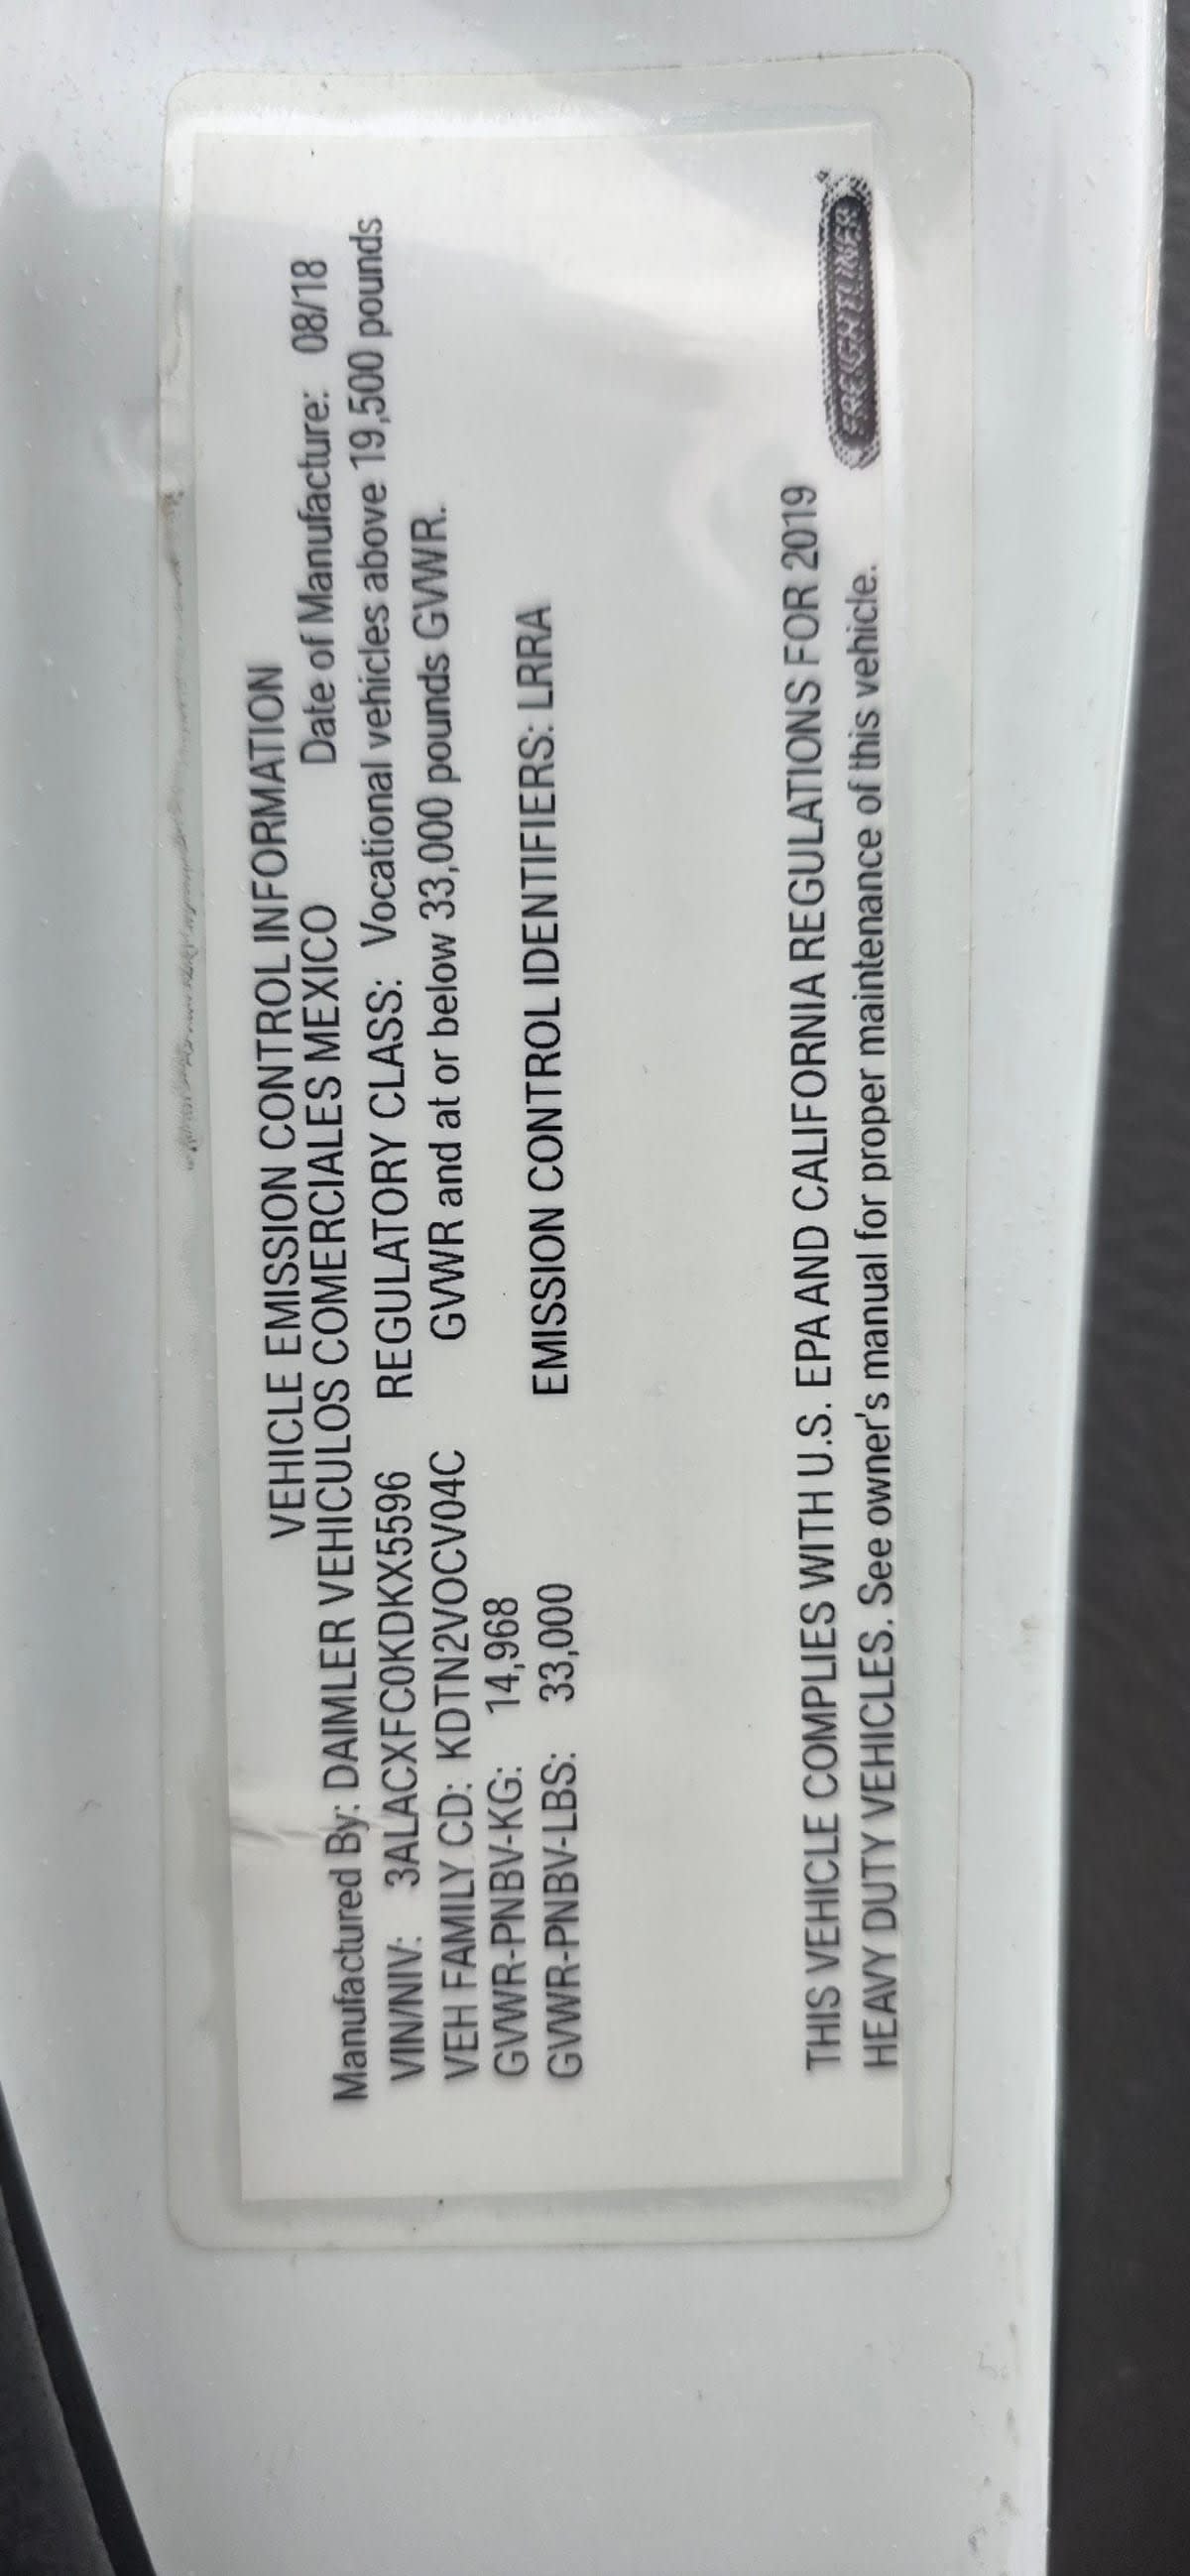 VEHICLE EMISSION CONTROL INFORMATION
Manufactured By: DAIMLER VEHICULOS COMERCIALES MEXICO Date of Manufacture: 08/18
VIN/NIV: 3ALACXFC0KDKX5596 REGULATORY CLASS: Vocational vehicles above 19,500 pounds
VEH FAMILY CD: KDTN2VOCV04C GVWR and at or below 33,000 pounds GVWR.
GVWR-PNBV-KG: 14,968
GVWR-PNBV-LBS: 33,000 EMISSION CONTROL IDENTIFIERS: LRRA
THIS VEHICLE COMPLIES WITH U.S. EPA AND CALIFORNIA REGULATIONS FOR 2019
HEAVY DUTY VEHICLES. See owner's manual for proper maintenance of this vehicle.
FREIGHTLINER